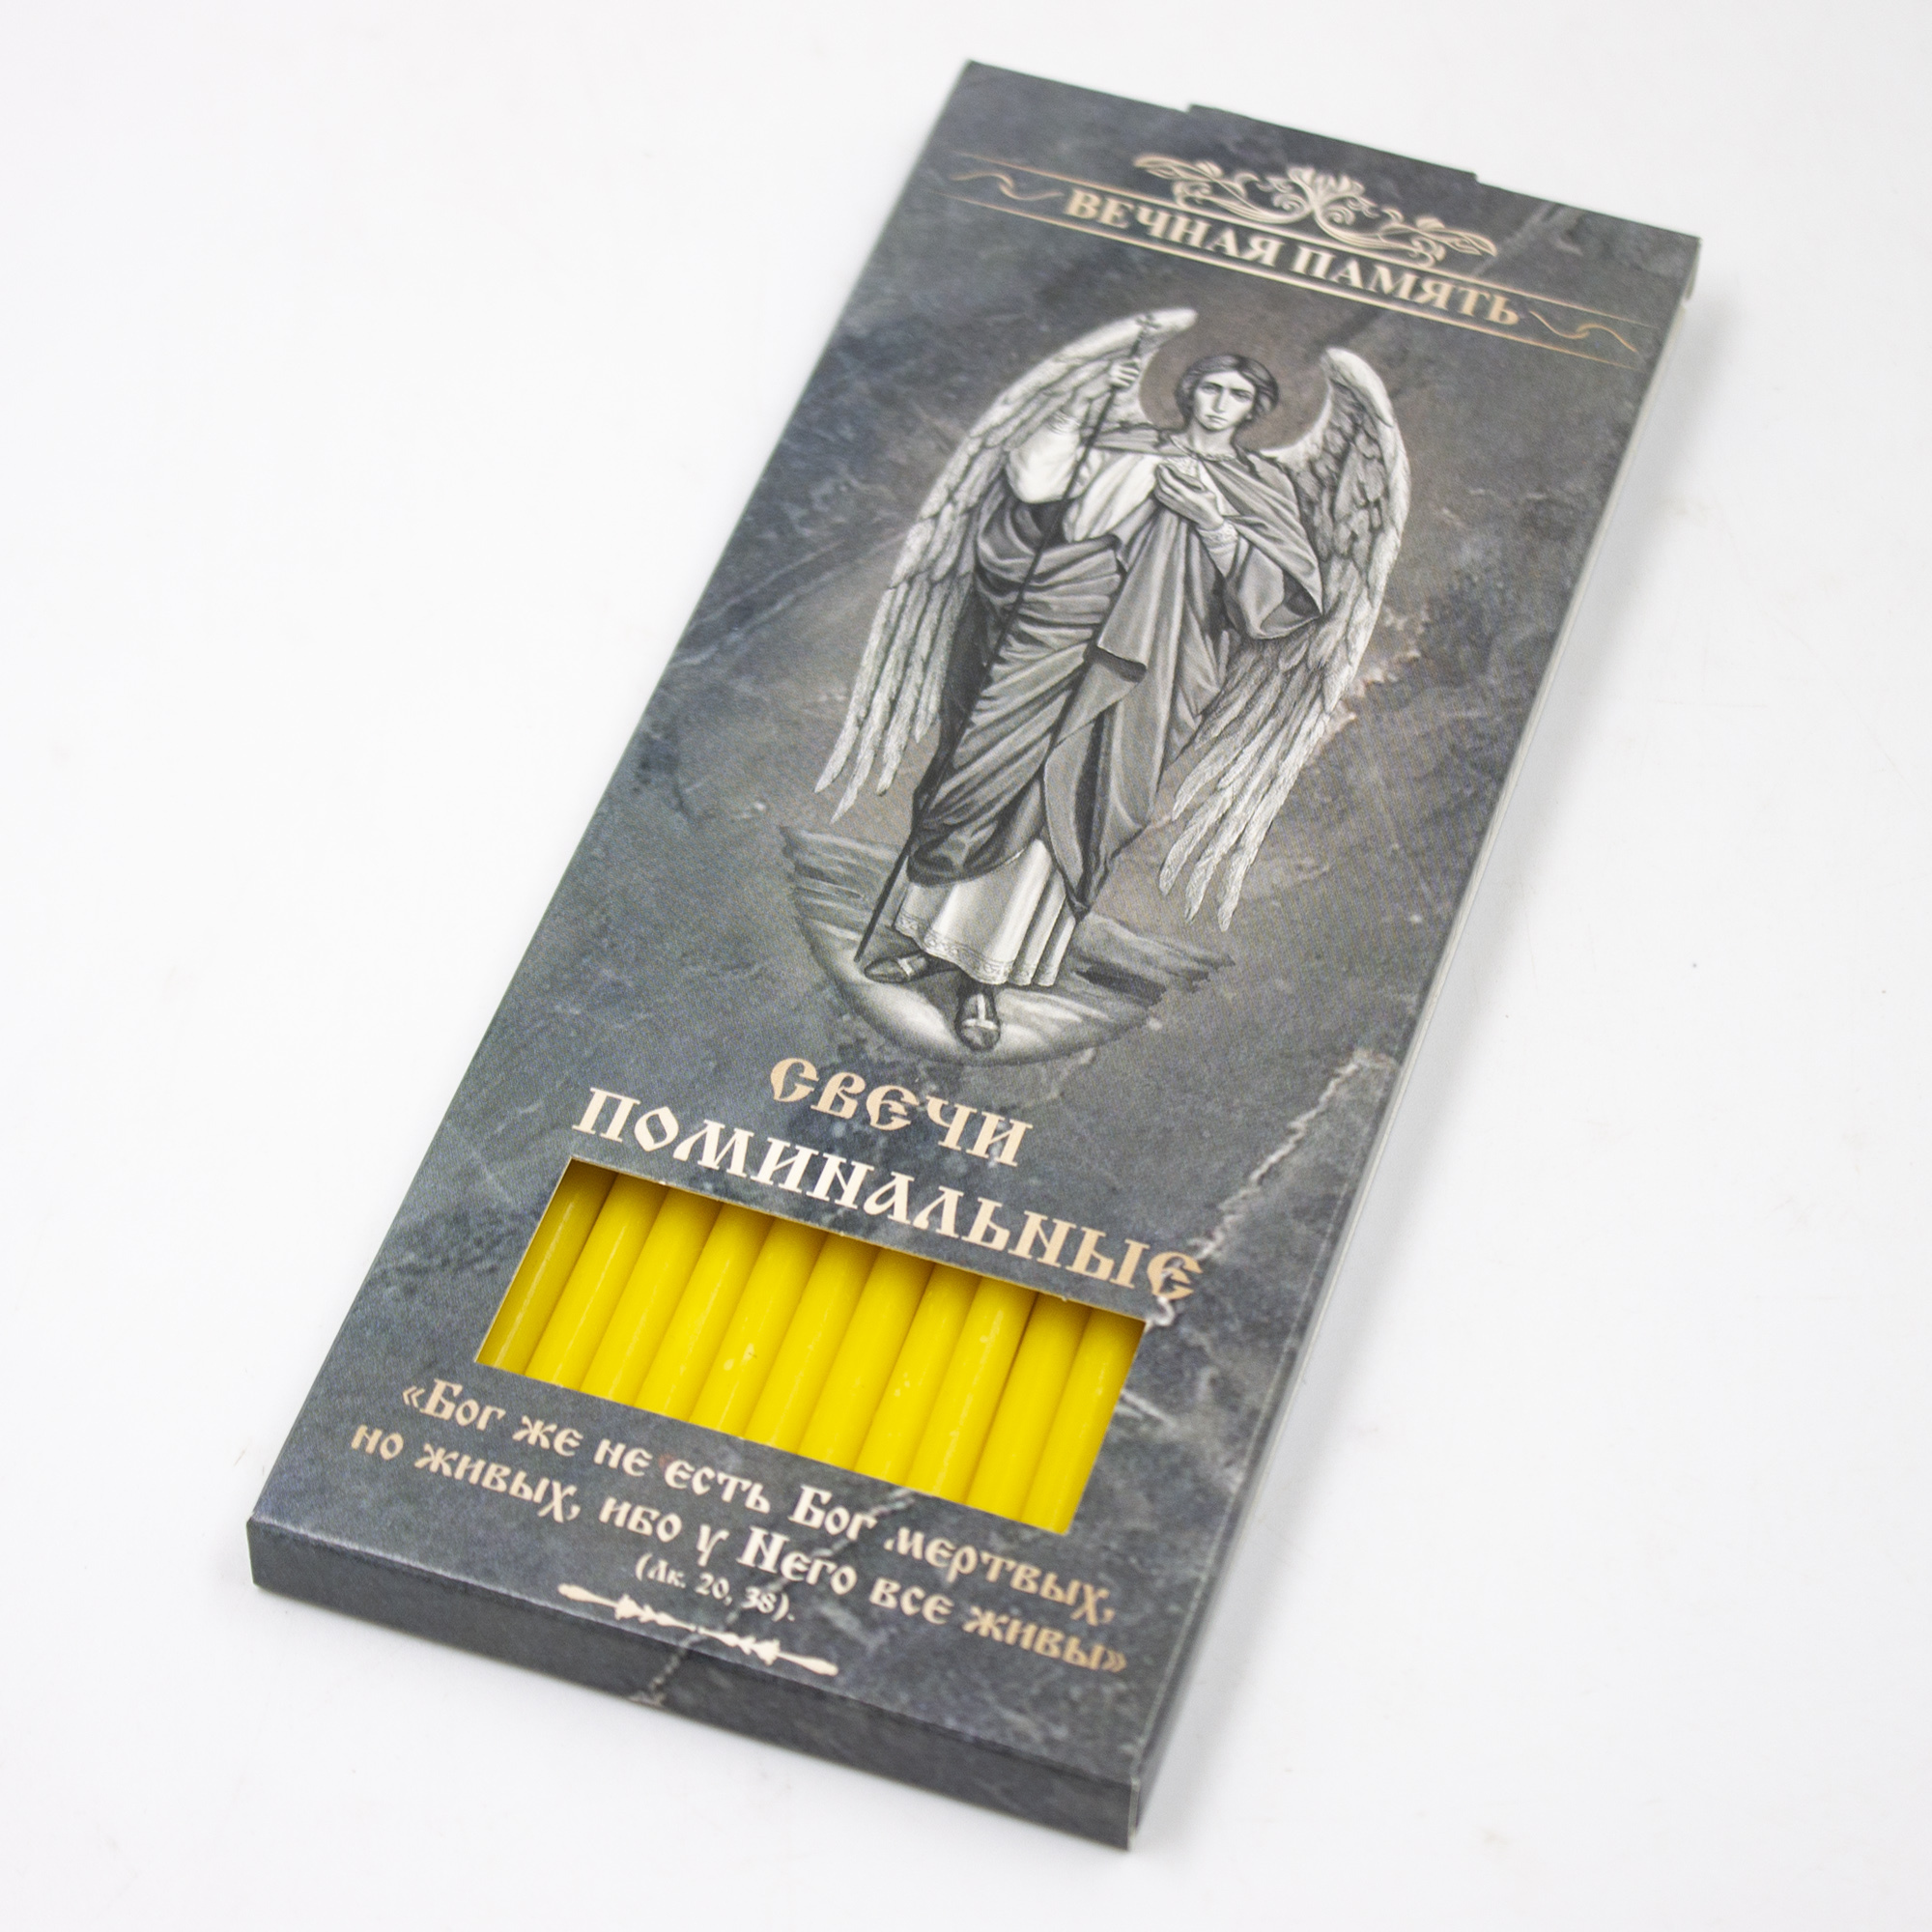 ВЕЧНАЯ ПАМЯТЬ
СВЕЧИ
ПОМИНАЛЬНЫЕ
«Бог же не есть Бог мертвых,
но живых, ибо у Него все живы»
(Лк. 20, 38).